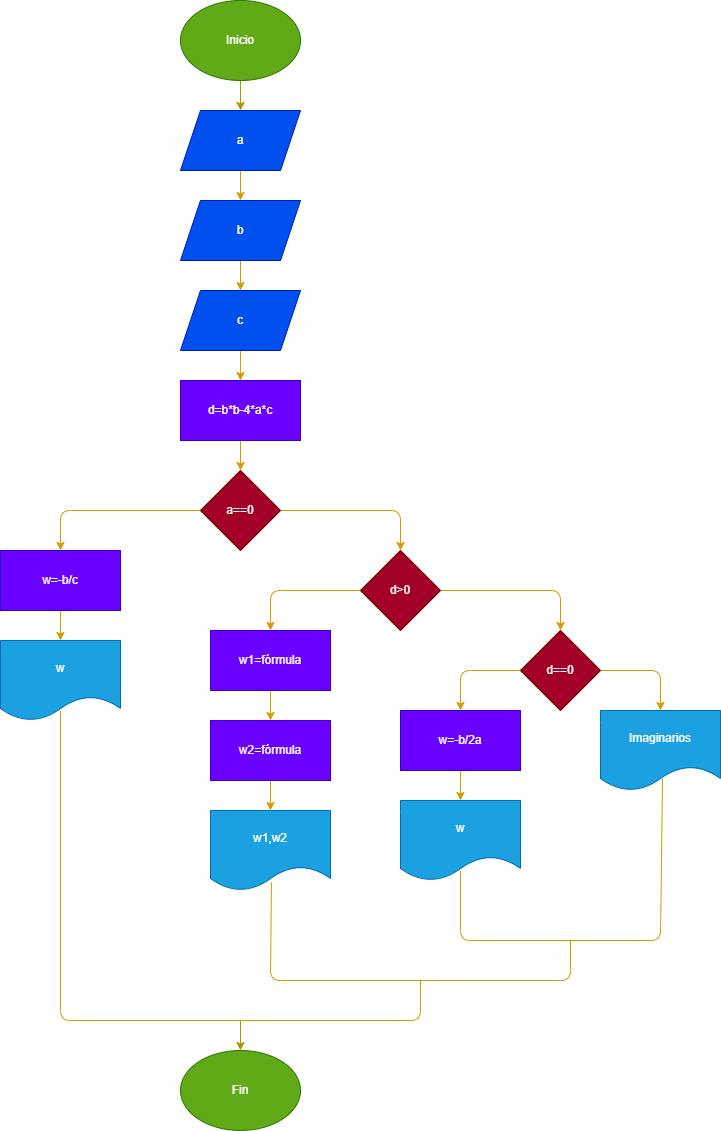 Inicio
a
b
c
d=b*b-4*a*c
a==0
w=-b/c
w
d>0
w1=fórmula
w2=fórmula
w1,w2
d==0
w=-b/2a
w
Imaginarios
Fin